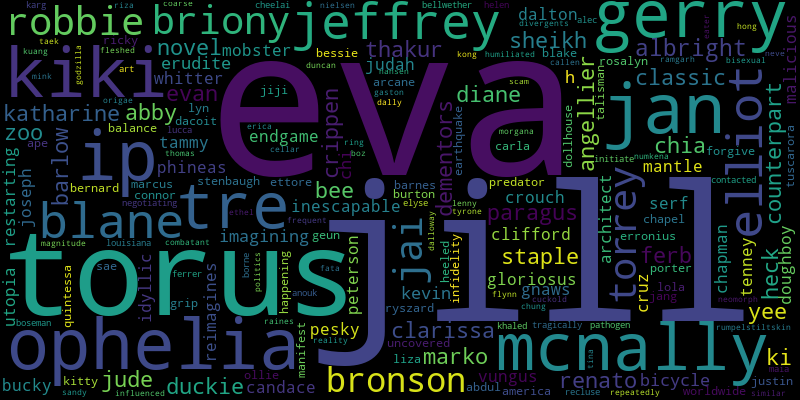 karg robbie riza coarse cheelai nielsen bellwether helen
briony jeffrey divergents alec gerry
kiki taek ricky art godzilla novel mobster bessie thakur dalton sheikh hong albright
kuang fleshed erudite judah duncan kong humiliated blake rosalyn neve
mink origae whitter evan jiji eva hansen arcane gaston callen h ramgarh bisexual classic malicious
katharine abby lyn dacoit crippen diane scam dally talisman jan
zoo balance lucca erica endgame morgana angellier elliot
ape tammy thomas cellar ring boz carla dollhouse initiate numkena forgive tuscarora
restarting joseph barlow ip phineas chi dementors earthquake chia counterpart
bernard marcus stenbaugh ettore barnes predator mantle contacted
connor negotiating bee burton elyse lenny tyrone crouch serf
blane tre ethel frequent inescapable paragus architect torrey chapel
louisiana magnitude combatant imagining geun jai dalloway heeled clifford erronius chapman
torus sae borne politics happening peterson jill infidelity staple ferb tenney heck
utopia idyllic ferrer fata anouk gloriosus porter doughboy
quintessa grip kevin gnaws cruz lola jang neomorph yee
boseman reimagines raines manifest ryszard flynn cuckold chung
ophelia pesky clarissa khaled tragically pathogen rumpelstiltskin
reality uncovered liza marko mcnally tina ki
bucky kitty jude ollie bronson vungus renato bicycle maia justin
sandy influenced duckie candace abdul america recluse repeatedly worldwide similar